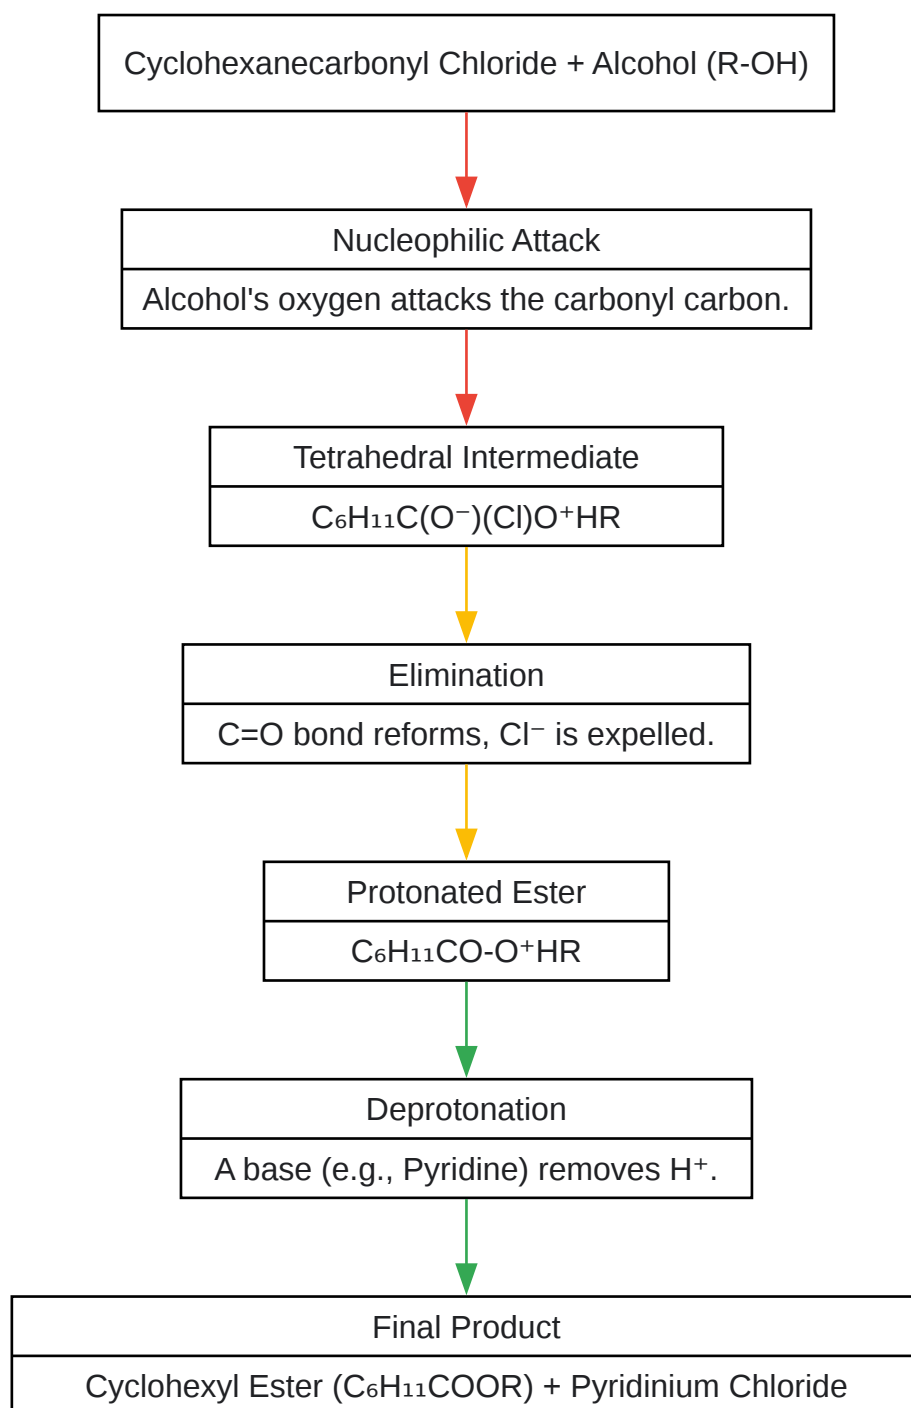 Cyclohexanecarbonyl Chloride + Alcohol (R-OH)
Nucleophilic Attack
Alcohol's oxygen attacks the carbonyl carbon.
Tetrahedral Intermediate
C₆H₁₁C(O⁻)(Cl)O⁺HR
Elimination
C=O bond reforms, Cl⁻ is expelled.
Protonated Ester
C₆H₁₁CO-O⁺HR
Deprotonation
A base (e.g., Pyridine) removes H⁺.
Final Product
Cyclohexyl Ester (C₆H₁₁COOR) + Pyridinium Chloride